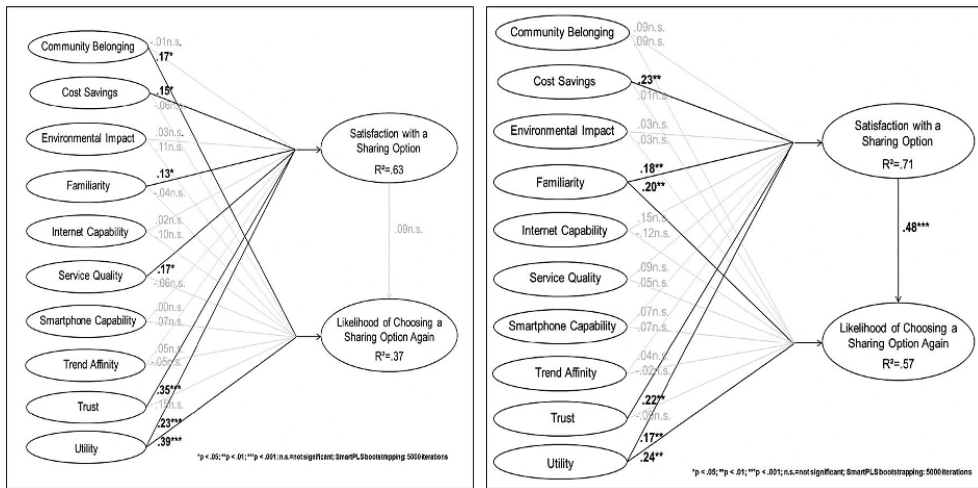 Community Belonging
-.01n.s.
.17*
Cost Savings
.15*
-.06n.s.
Environmental Impact
.03n.s.
.11n.s.
Familiarity
.13*
-.04n.s.
Internet Capability
.02n.s.
.10n.s.
Service Quality
.17*
-.06n.s.
Smartphone Capability
.00n.s.
.07n.s.
Trend Affinity
.05n.s.
-.05n.s.
Trust
.35***
.15n.s.
Utility
.23***
.39***
Satisfaction with a
Sharing Option
R²=.63
.09n.s.
Likelihood of Choosing a
Sharing Option Again
R²=.37
*p < .05; **p < .01; ***p < .001; n.s.=not significant; SmartPLS bootstrapping: 5000 iterations
Community Belonging
.09n.s.
.09n.s.
Cost Savings
.23**
.01n.s.
Environmental Impact
.03n.s.
.03n.s.
Familiarity
.18**
.20**
Internet Capability
.15n.s.
-.12n.s.
Service Quality
.09n.s.
.05n.s.
Smartphone Capability
.07n.s.
.07n.s.
Trend Affinity
.04n.s.
-.02n.s.
Trust
.22**
Utility
.17**
.24**
Satisfaction with a
Sharing Option
R²=.71
.48***
Likelihood of Choosing a
Sharing Option Again
R²=.57
*p < .05; **p < .01; ***p < .001; n.s.=not significant; SmartPLS bootstrapping: 5000 iterations